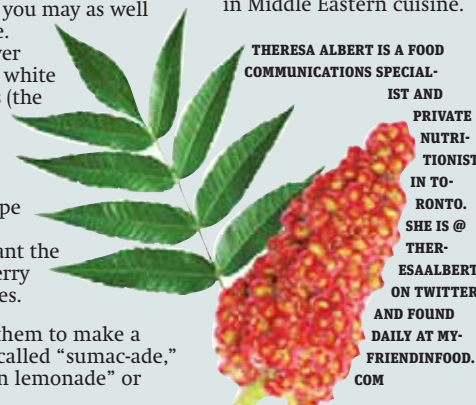 you may as well
e.
er
white
(the
pe
ant the
erry
es.
them to make a
called “sumac-ade,”
n lemonade” or
in Middle Eastern cuisine.
THERESA ALBERT IS A FOOD
COMMUNICATIONS SPECIAL-
IST AND
PRIVATE
NUTRI-
TIONIST
IN TO-
RONTO.
SHE IS @
THER-
ESAALBERT
ON TWITTER
AND FOUND
DAILY AT MY-
FRIENDINFOOD.
COM